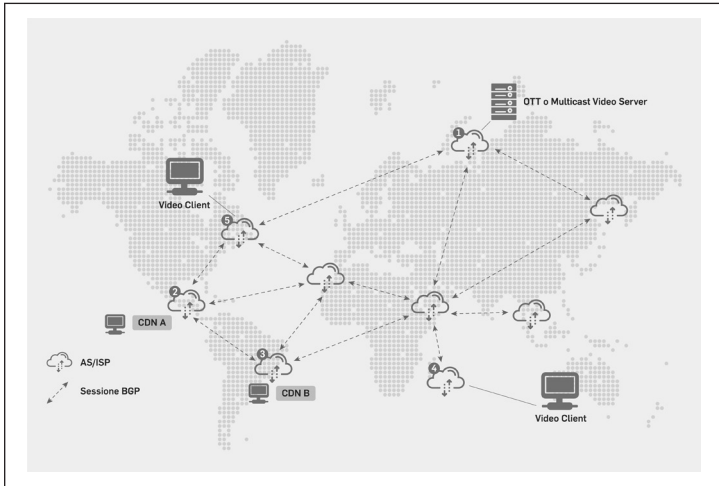 1
OTT o Multicast Video Server
Video Client
5
2
CDN A
3
CDN B
4
Video Client
AS/ISP
Sessione BGP